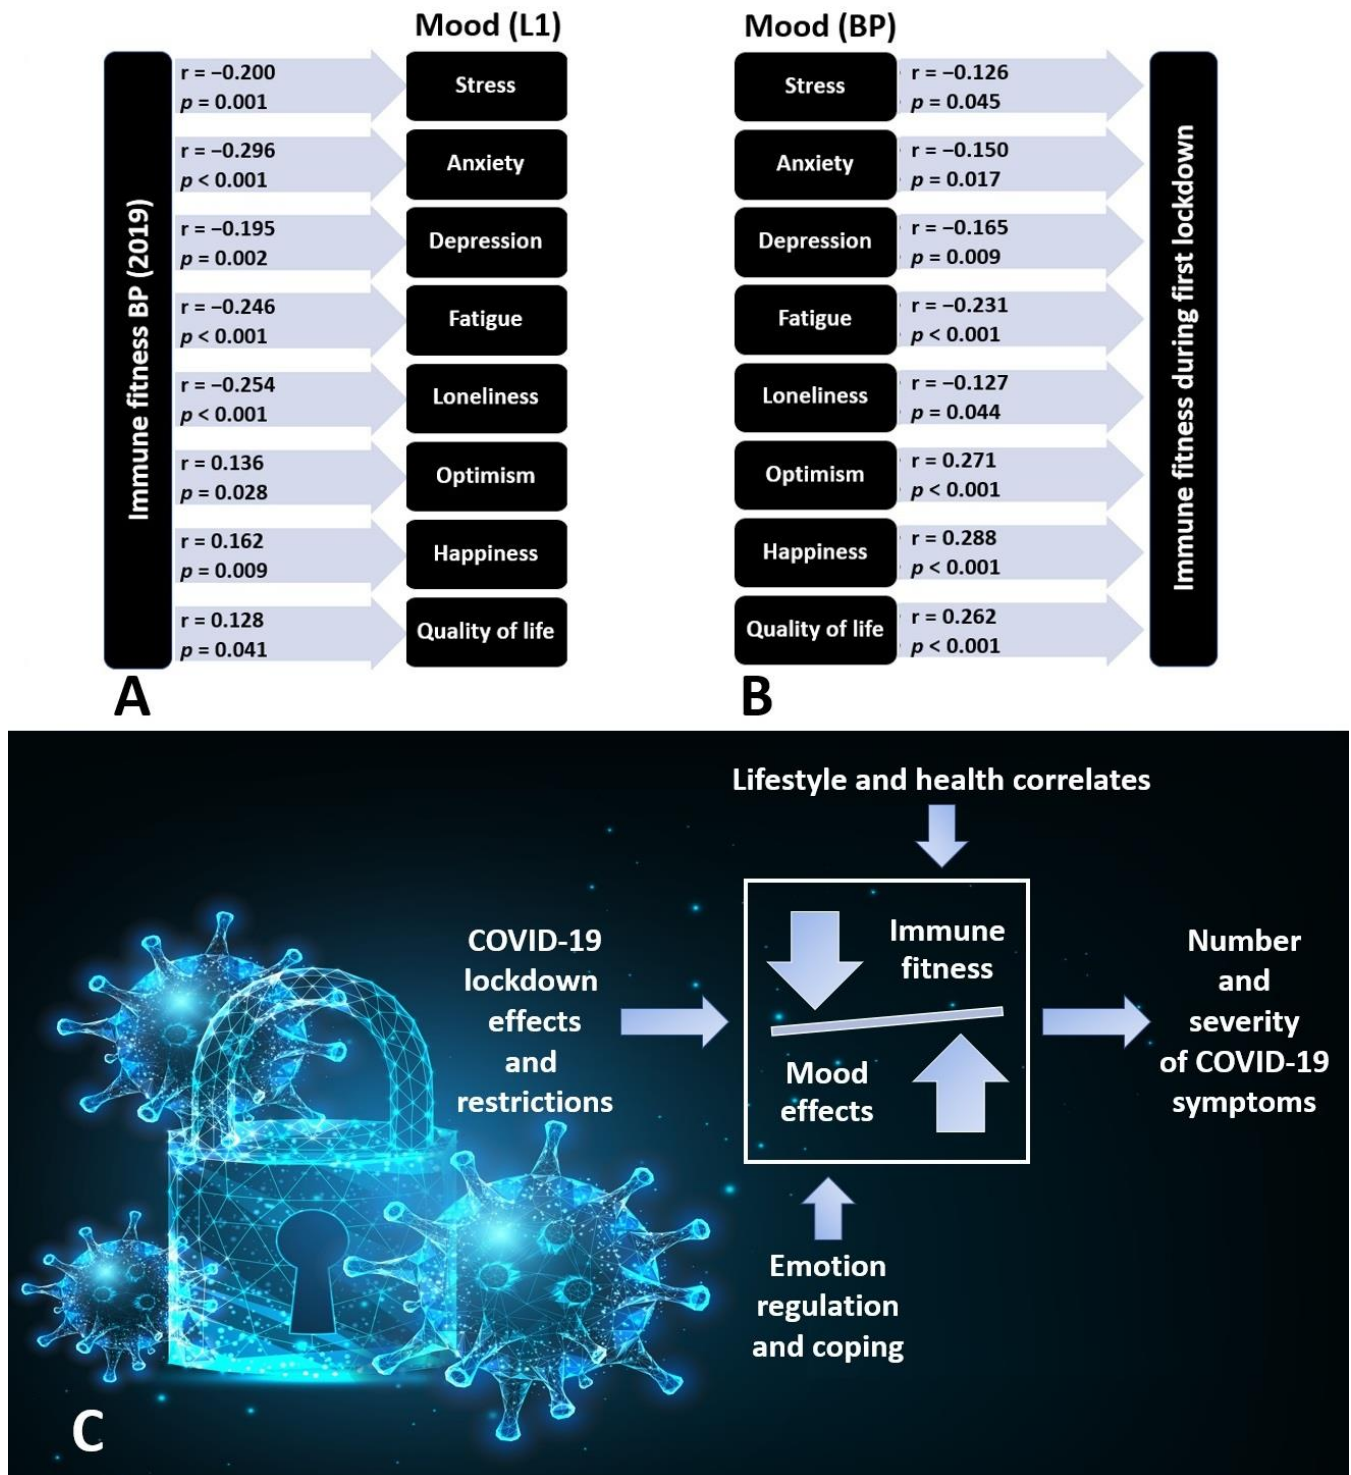 Mood (L1)
Immune fitness BP (2019)
r = −0.200
p = 0.001
Stress
r = −0.296
p < 0.001
Anxiety
r = −0.195
p = 0.002
Depression
r = −0.246
p < 0.001
Fatigue
r = −0.254
p < 0.001
Loneliness
r = 0.136
p = 0.028
Optimism
r = 0.162
p = 0.009
Happiness
r = 0.128
p = 0.041
Quality of life
A
Mood (BP)
Stress
r = −0.126
p = 0.045
Anxiety
r = −0.150
p = 0.017
Depression
r = −0.165
p = 0.009
Fatigue
r = −0.231
p < 0.001
Loneliness
r = −0.127
p = 0.044
Optimism
r = 0.271
p < 0.001
Happiness
r = 0.288
p < 0.001
Quality of life
r = 0.262
p < 0.001
Immune fitness during first lockdown
B
Lifestyle and health correlates
COVID-19
lockdown
effects
and
restrictions
Immune
fitness
Mood
effects
Number
and
severity
of COVID-19
symptoms
Emotion
regulation
and coping
C